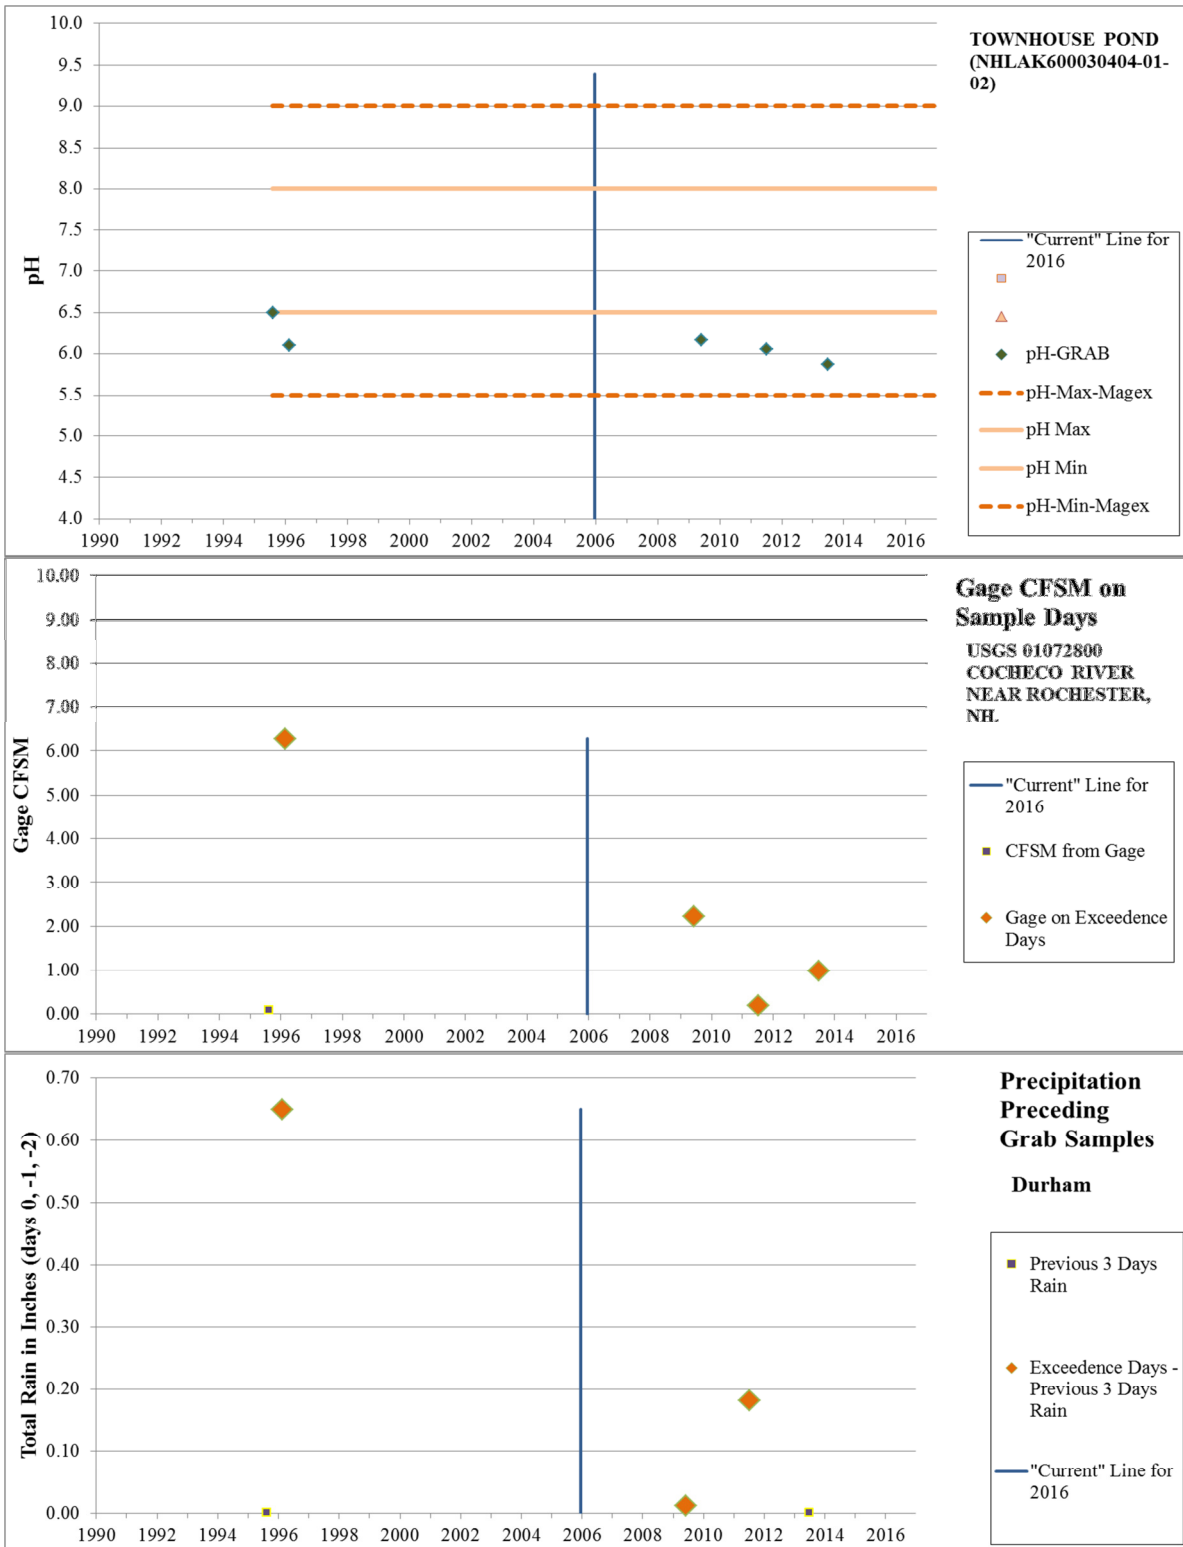 10.0
9.5
9.0
8.5
8.0
7.5
7.0
6.5
6.0
5.5
5.0
4.5
4.0
pH
1990 1992 1994 1996 1998 2000 2002 2004 2006 2008 2010 2012 2014 2016
TOWNHOUSE POND
(NHLAK600030404-01-
02)
"Current" Line for
2016
pH-GRAB
pH-Max-Magex
pH Max
pH Min
pH-Min-Magex
10.00
9.00
8.00
7.00
6.00
5.00
4.00
3.00
2.00
1.00
0.00
Gage CFSM
1990 1992 1994 1996 1998 2000 2002 2004 2006 2008 2010 2012 2014 2016
Gage CFSM on
Sample Days
USGS 01072800
COCHECO RIVER
NEAR ROCHESTER,
NH.
"Current" Line for
2016
CFSM from Gage
Gage on Exceedence
Days
0.70
0.60
0.50
0.40
0.30
0.20
0.10
0.00
Total Rain in Inches (days 0, -1, -2)
1990 1992 1994 1996 1998 2000 2002 2004 2006 2008 2010 2012 2014 2016
Precipitation
Preceding
Grab Samples
Durham
Previous 3 Days
Rain
Exceedence Days -
Previous 3 Days
Rain
"Current" Line for
2016